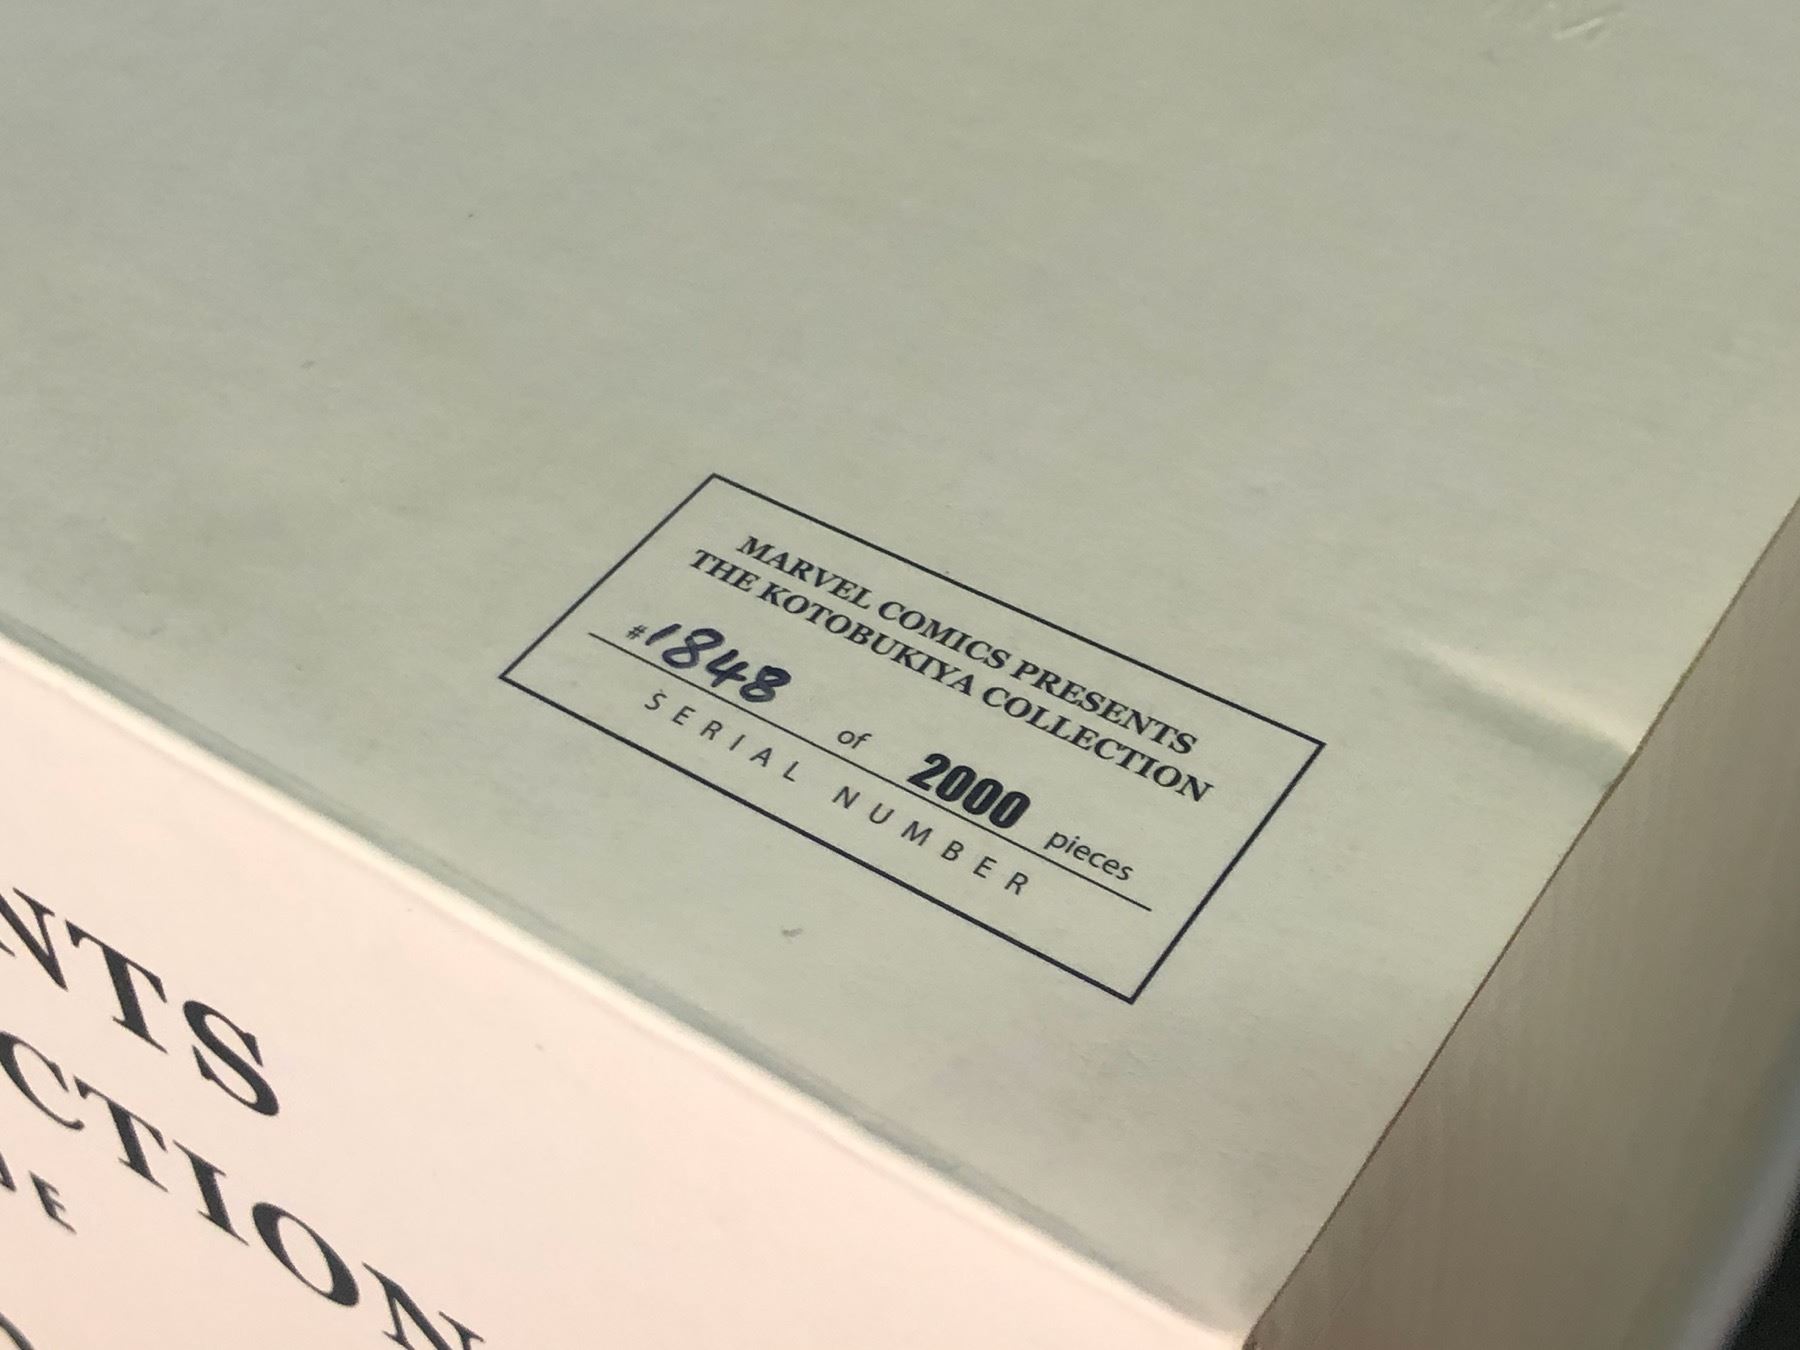 MARVEL COMICS PRESENTS
THE KOTOBUKIYA COLLECTION
#1848 of 2000 pieces
SERIAL NUMBER
NTS
CTION